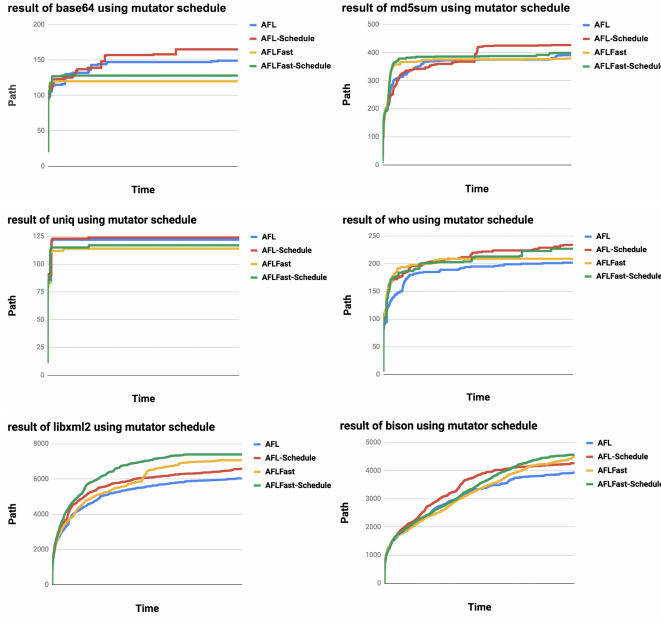 result of base64 using mutator schedule
200
150
100
50
0
Path
Time
AFL
AFL-Schedule
AFLFast
AFLFast-Schedule
result of md5sum using mutator schedule
500
400
300
200
100
0
Path
Time
AFL
AFL-Schedule
AFLFast
AFLFast-Schedule
result of uniq using mutator schedule
125
100
75
50
25
0
Path
Time
AFL
AFL-Schedule
AFLFast
AFLFast-Schedule
result of who using mutator schedule
250
200
150
100
50
0
Path
Time
AFL
AFL-Schedule
AFLFast
AFLFast-Schedule
result of libxml2 using mutator schedule
8000
6000
4000
2000
0
Path
Time
AFL
AFL-Schedule
AFLFast
AFLFast-Schedule
result of bison using mutator schedule
5000
4000
3000
2000
1000
0
Path
Time
AFL
AFL-Schedule
AFLFast
AFLFast-Schedule